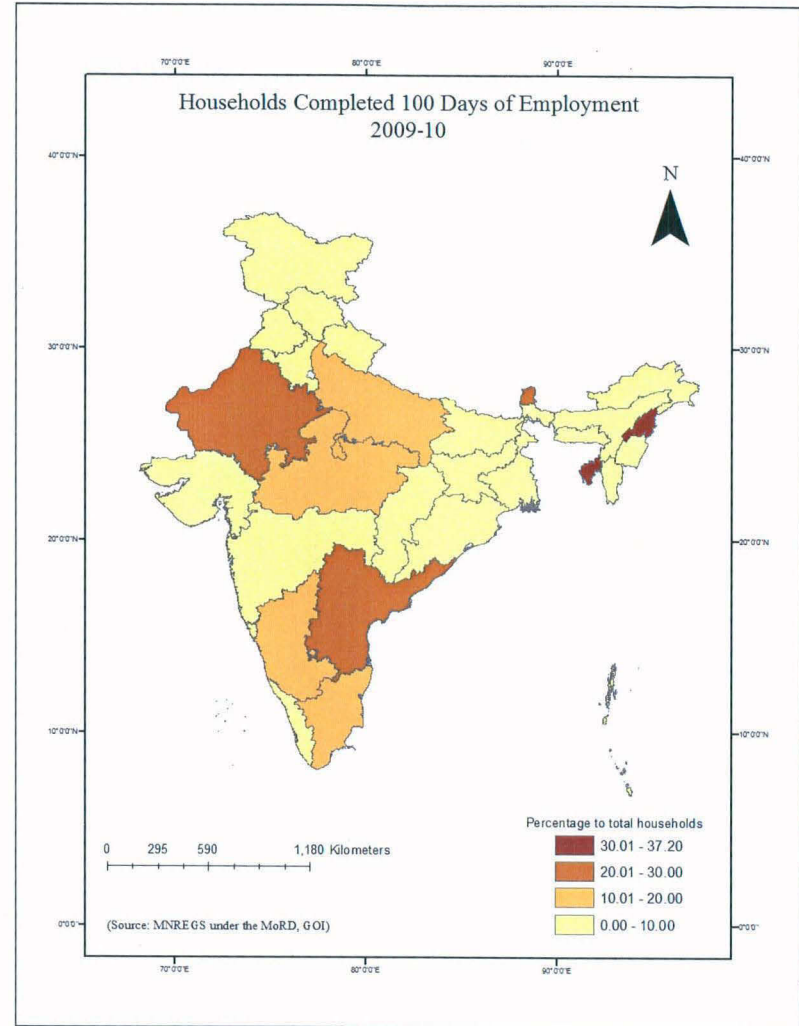 70°0'0"E 80°0'0"E 90°0'0"E
Households Completed 100 Days of Employment
2009-10
40°0'0"N 40°0'0"N
N
30°0'0"N 30°0'0"N
20°0'0"N 20°0'0"N
10°0'0"N 10°0'0"N
Percentage to total households
30.01 - 37.20
20.01 - 30.00
10.01 - 20.00
0.00 - 10.00
0 295 590 1,180 Kilometers
(Source: MNREGS under the MoRD, GOI)
0°0'0" 0°0'0"
70°0'0"E 80°0'0"E 90°0'0"E